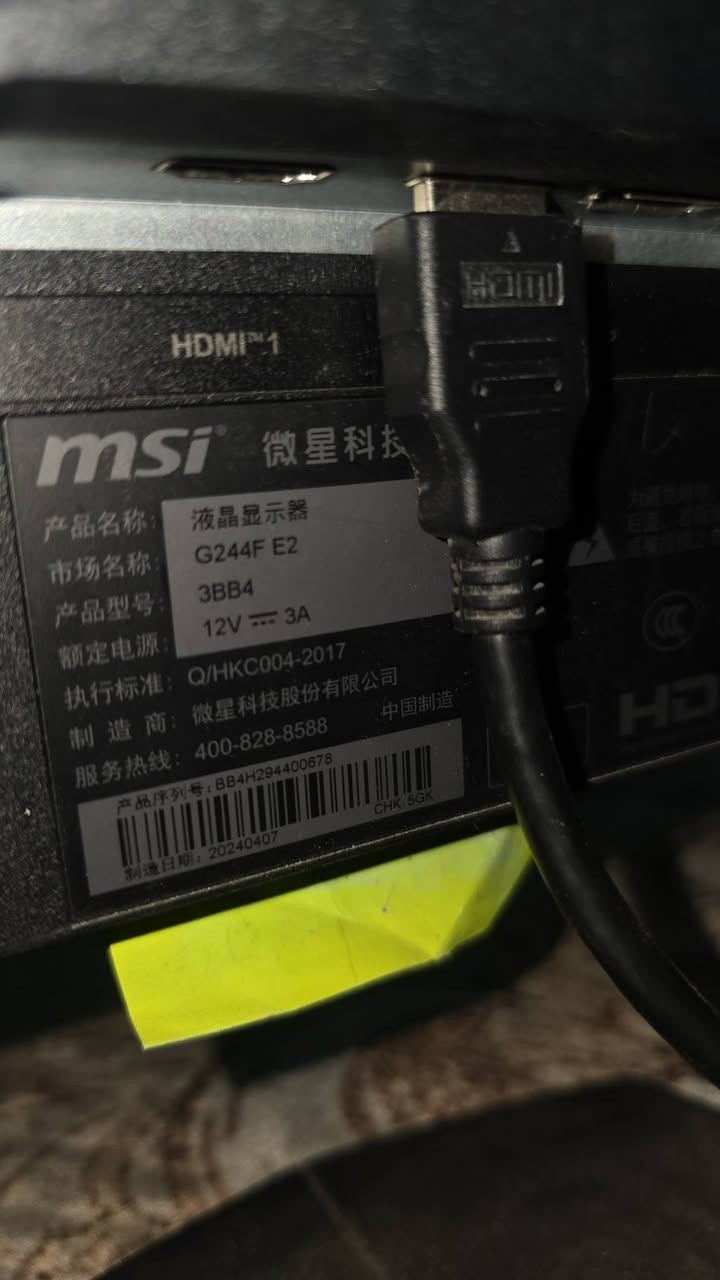 HDMI
HDMI™ 1
msi® 微星科技
产品名称: 液晶显示器
市场名称: G244F E2
产品型号: 3BB4
额定电源: 12V ⎓ 3A
执行标准: Q/HKC004-2017
制 造 商: 微星科技股份有限公司
服务热线: 400-828-8588
中国制造
产品序列号: BB4H294400678
CHK 5GK
制造日期: 20240407
HD